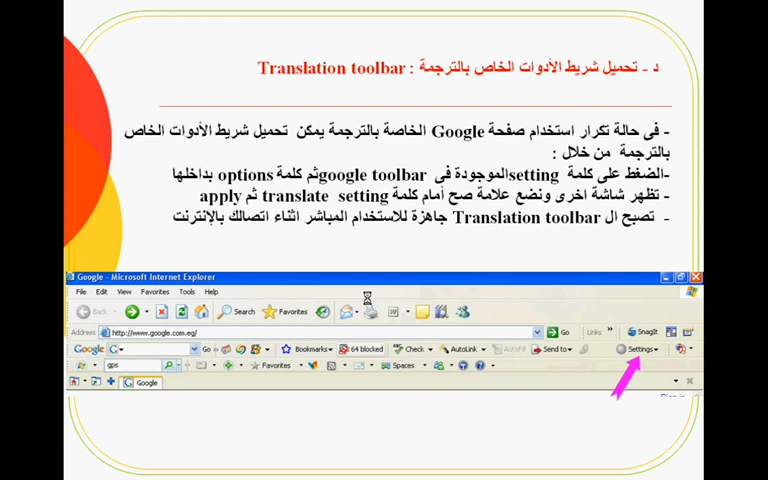 د - تحميل شريط الأدوات الخاص بالترجمة : Translation toolbar
- فى حالة تكرار استخدام صفحة Google الخاصة بالترجمة يمكن تحميل شريط الأدوات الخاص
بالترجمة من خلال :
-الضغط على كلمة settingالموجودة فى google toolbarثم كلمة options بداخلها
- تظهر شاشة اخرى ونضع علامة صح أمام كلمة translate setting ثم apply
- تصبح ال Translation toolbar جاهزة للاستخدام المباشر اثناء اتصالك بالإنترنت
Google - Microsoft Internet Explorer
File Edit View Favorites Tools Help
Back Search Favorites
Address http://www.google.com.eg/ Go Links » SnagIt
Google G Go Bookmarks 64 blocked Check AutoLink AutoFill Send to Settings
gps Favorites Spaces
Google